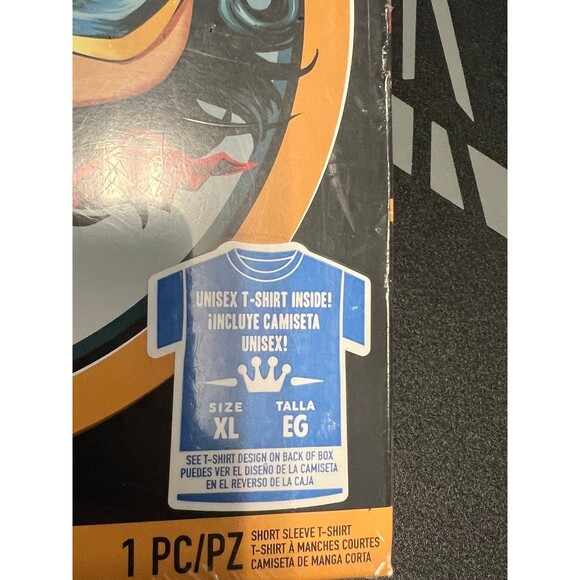 UNISEX T-SHIRT INSIDE!
¡INCLUYE CAMISETA
UNISEX!
SIZE TALLA
XL EG
SEE T-SHIRT DESIGN ON BACK OF BOX
PUEDES VER EL DISEÑO DE LA CAMISETA
EN EL REVERSO DE LA CAJA
1 PC/PZ
SHORT SLEEVE T-SHIRT
T-SHIRT À MANCHES COURTES
CAMISETA DE MANGA CORTA